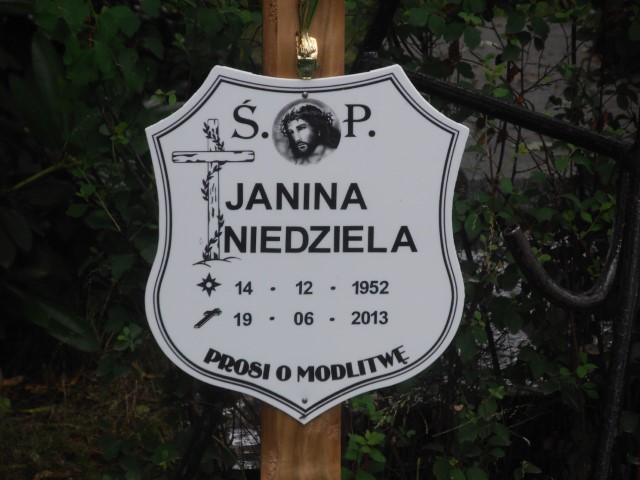 Ś. P.
JANINA
NIEDZIELA
14 - 12 - 1952
19 - 06 - 2013
PROSI O MODLITWĘ